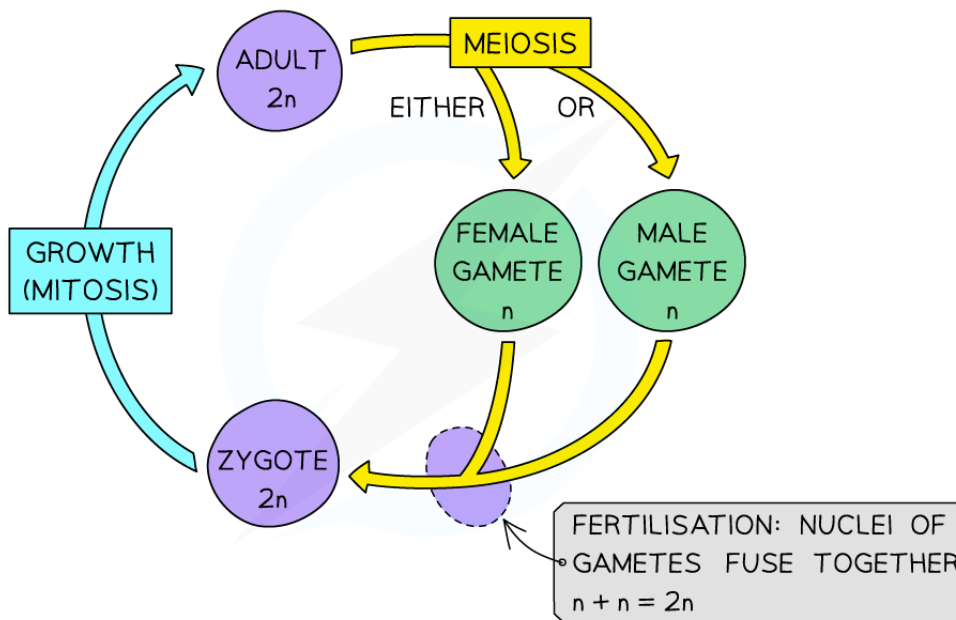 ADULT
2n
MEIOSIS
EITHER
OR
FEMALE
GAMETE
n
MALE
GAMETE
n
GROWTH
(MITOSIS)
ZYGOTE
2n
FERTILISATION: NUCLEI OF
GAMETES FUSE TOGETHER
n + n = 2n